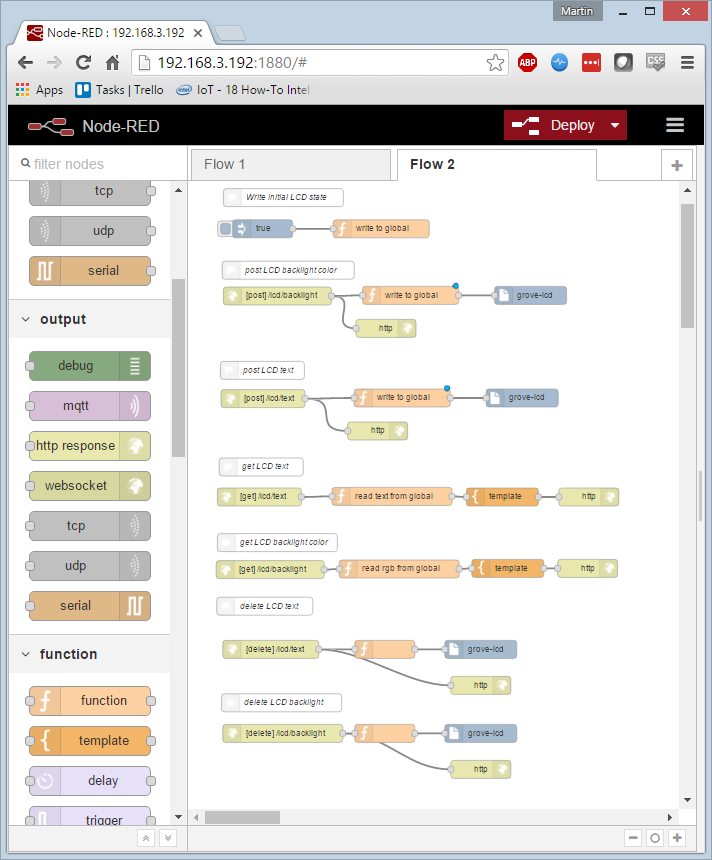 Martin
Node-RED : 192.168.3.192
192.168.3.192:1880/#
ABP
CSS
Apps
Tasks | Trello
intel
IoT - 18 How-To Intel
Node-RED
Deploy
filter nodes
Flow 1
Flow 2
tcp
udp
serial
output
debug
mqtt
http response
websocket
tcp
udp
serial
function
function
template
delay
trigger
Write initial LCD state
true
write to global
post LCD backlight color
[post] /lcd/backlight
write to global
grove-lcd
http
post LCD text
[post] /lcd/text
write to global
grove-lcd
http
get LCD text
[get] /lcd/text
read text from global
template
http
get LCD backlight color
[get] /lcd/backlight
read rgb from global
template
http
delete LCD text
[delete] /lcd/text
grove-lcd
http
delete LCD backlight
[delete] /lcd/backlight
grove-lcd
http